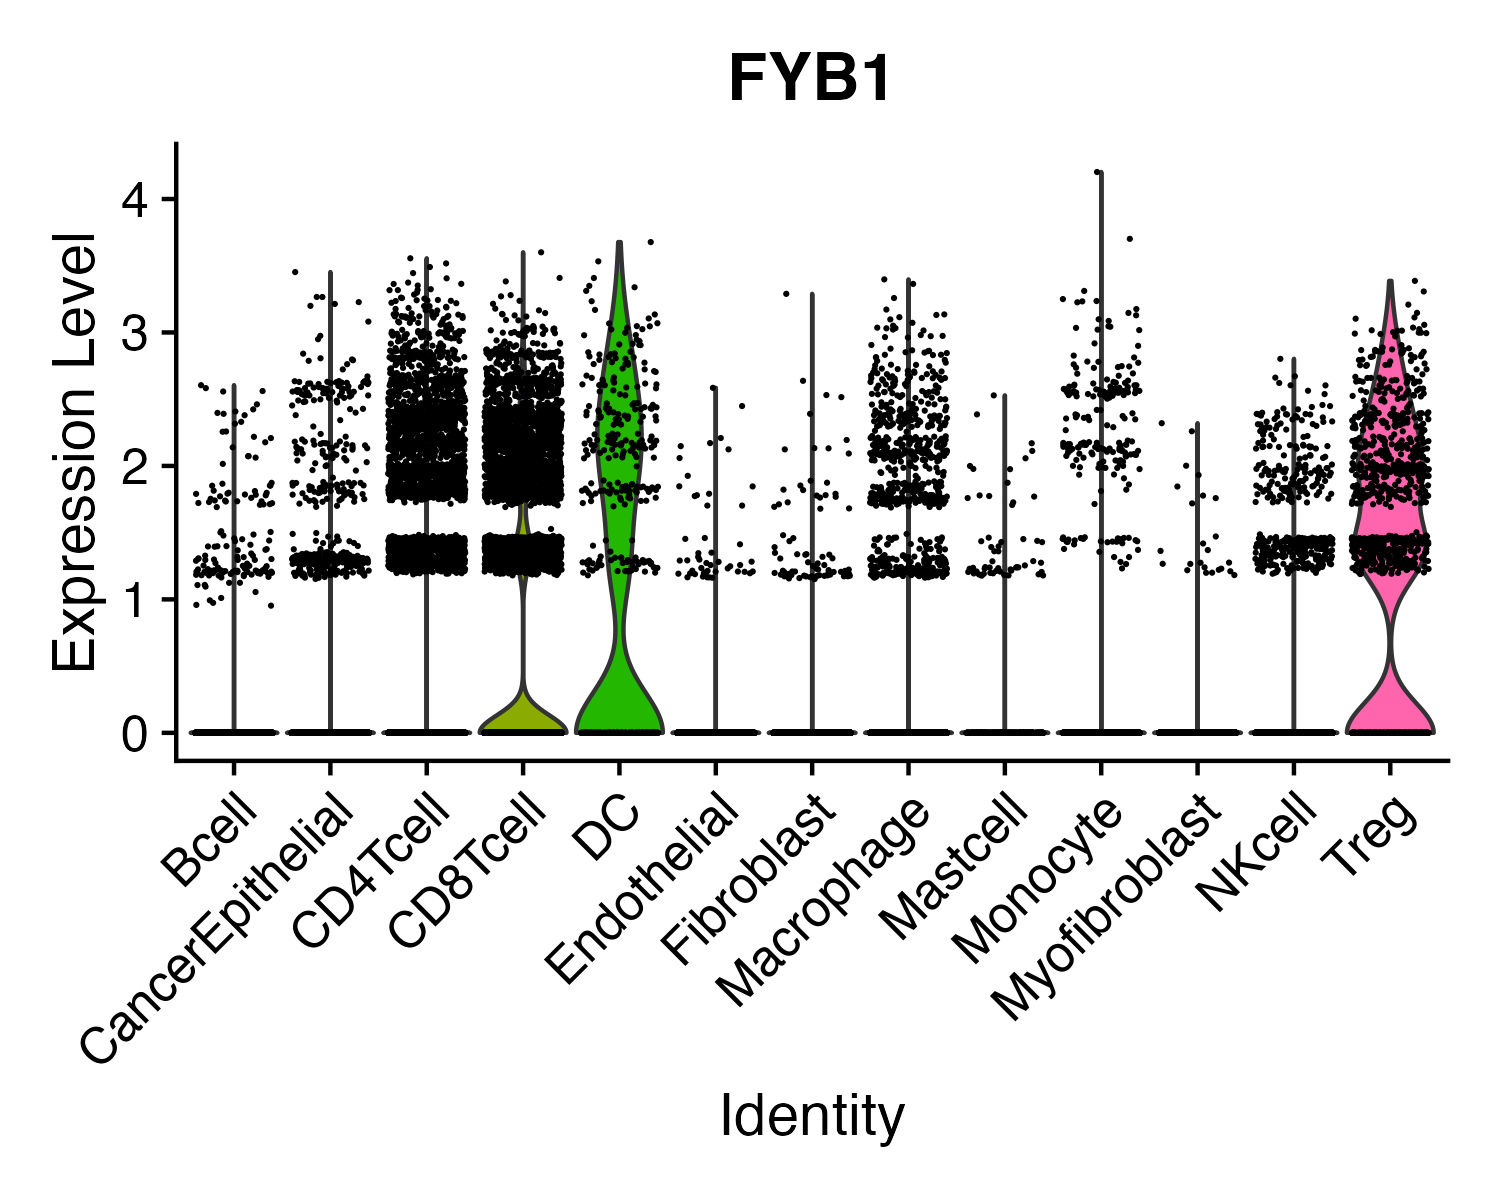 FYB1
Expression Level
4
3
2
1
0
Bcell
CancerEpithelial
CD4Tcell
CD8Tcell
DC
Endothelial
Fibroblast
Macrophage
Mastcell
Monocyte
Myofibroblast
NKcell
Treg
Identity